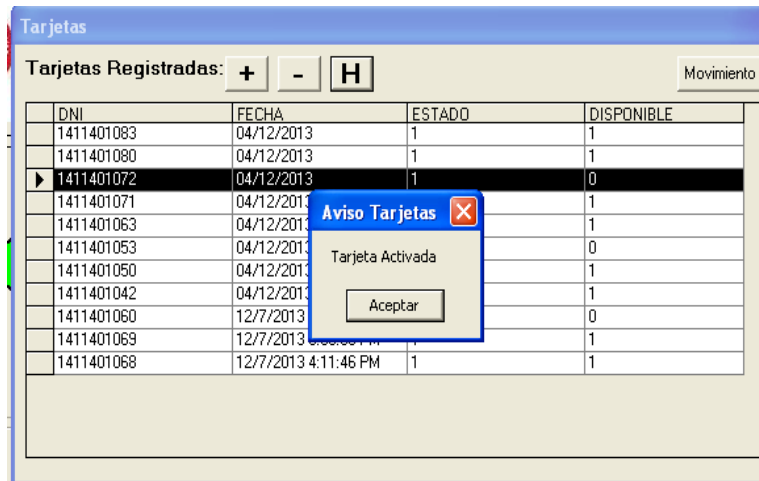 Tarjetas
Tarjetas Registradas: + - H Movimiento
DNI FECHA ESTADO DISPONIBLE
1411401083 04/12/2013 1 1
1411401080 04/12/2013 1 1
1411401072 04/12/2013 1 0
1411401071 04/12/2013 1
1411401063 04/12/2013 1
1411401053 04/12/2013 0
1411401050 04/12/2013 1
1411401042 04/12/2013 1
1411401060 12/7/2013 0
1411401069 12/7/2013 1
1411401068 12/7/2013 4:11:46 PM 1 1
Aviso Tarjetas
Tarjeta Activada
Aceptar